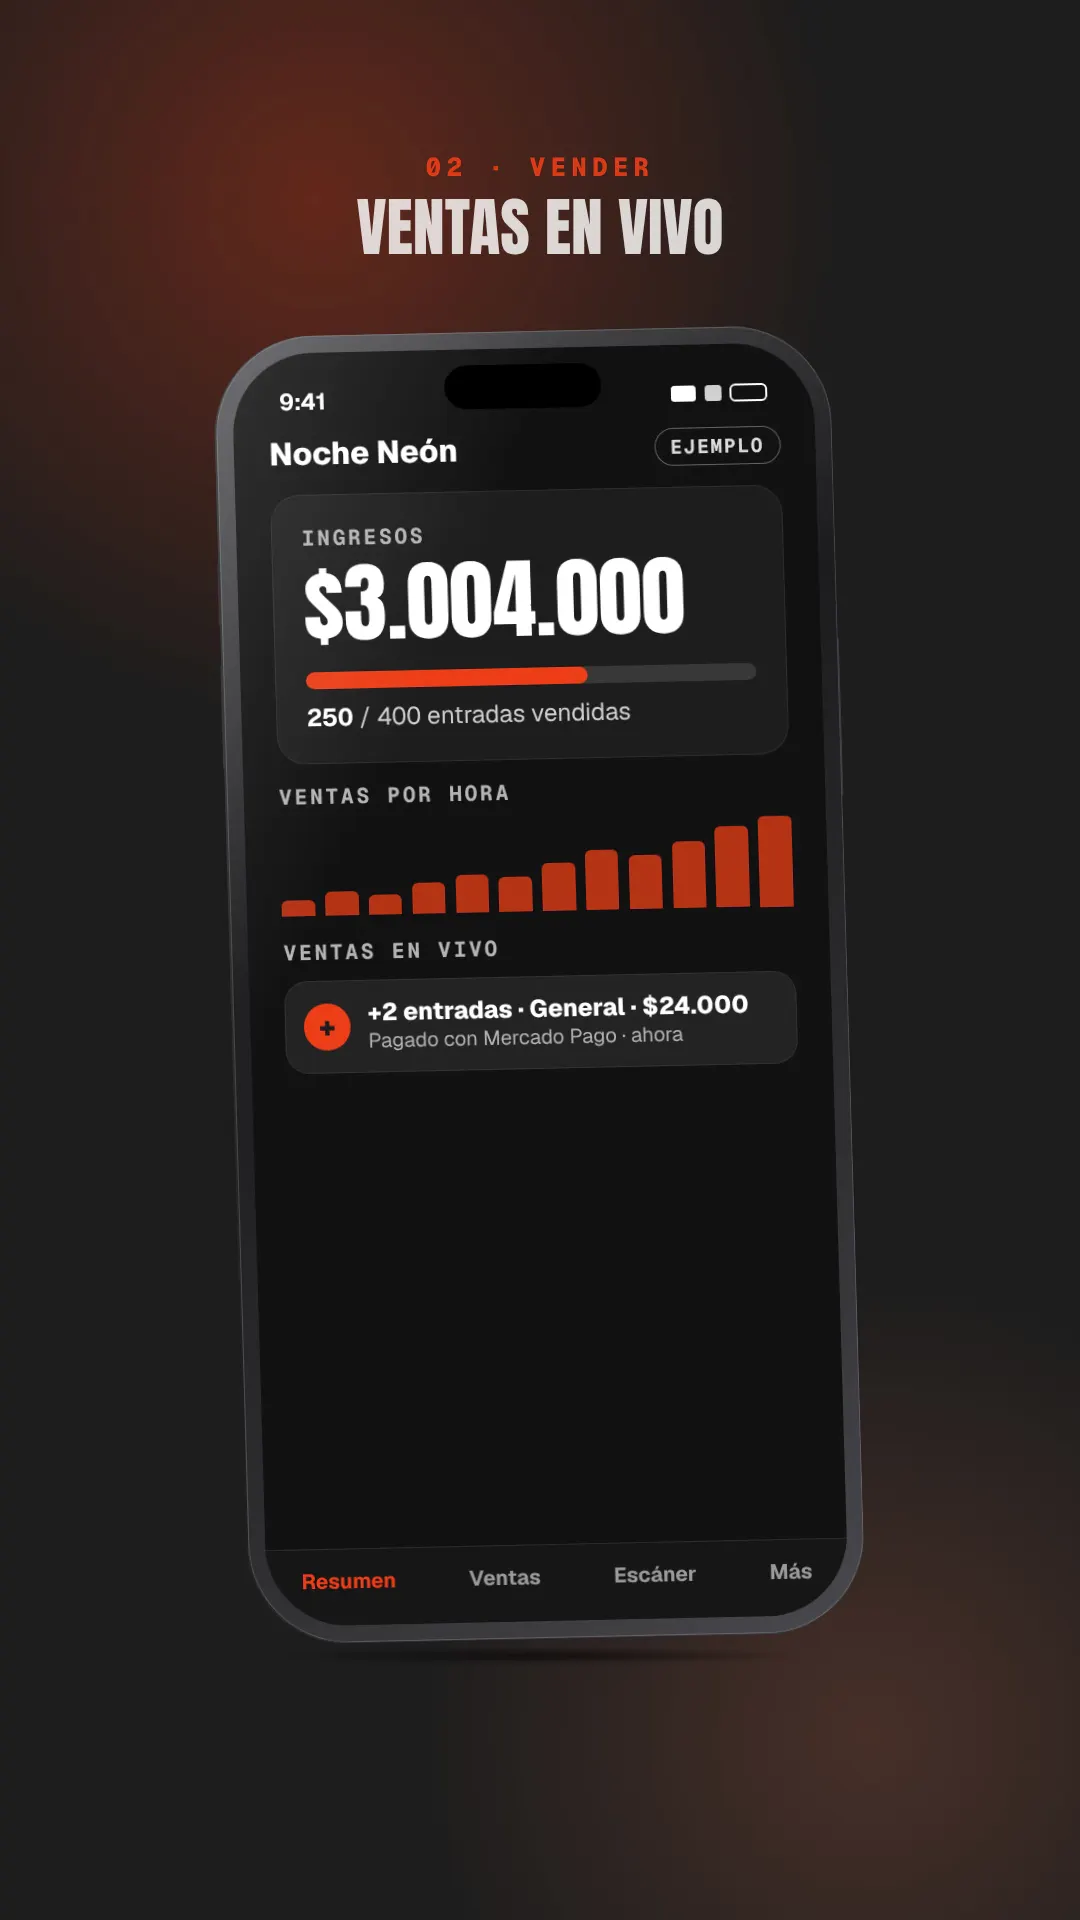 02 · VENDER
VENTAS EN VIVO
9:41
Noche Neón
EJEMPLO
INGRESOS
$3.004.000
250 / 400 entradas vendidas
VENTAS POR HORA
VENTAS EN VIVO
+2 entradas · General · $24.000
Pagado con Mercado Pago · ahora
Resumen Ventas Escáner Más